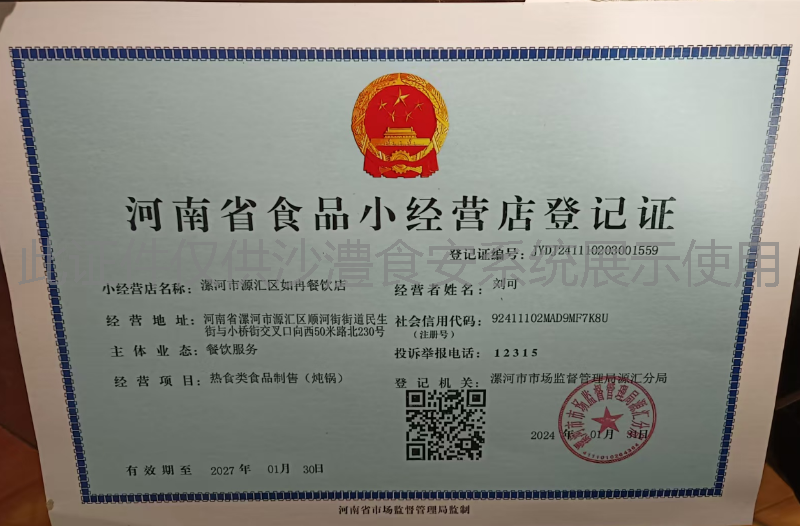 河南省食品小经营店登记证
登记证编号：JYDJ241110203001559
小经营店名称：漯河市源汇区如冉餐饮店
经营者姓名：刘可
经营地址：河南省漯河市源汇区顺河街街道民生
街与小桥街交叉口向西50米路北230号
社会信用代码：92411102MAD9MF7K8U
（注册号）
主体业态：餐饮服务
投诉举报电话：12315
经营项目：热食类食品制售（炖锅）
登记机关：漯河市市场监督管理局源汇分局
2024 年 01月 31日
有效期至 2027 年 01月 30日
河南省市场监督管理局监制
仅供沙澧食安系统展示使用